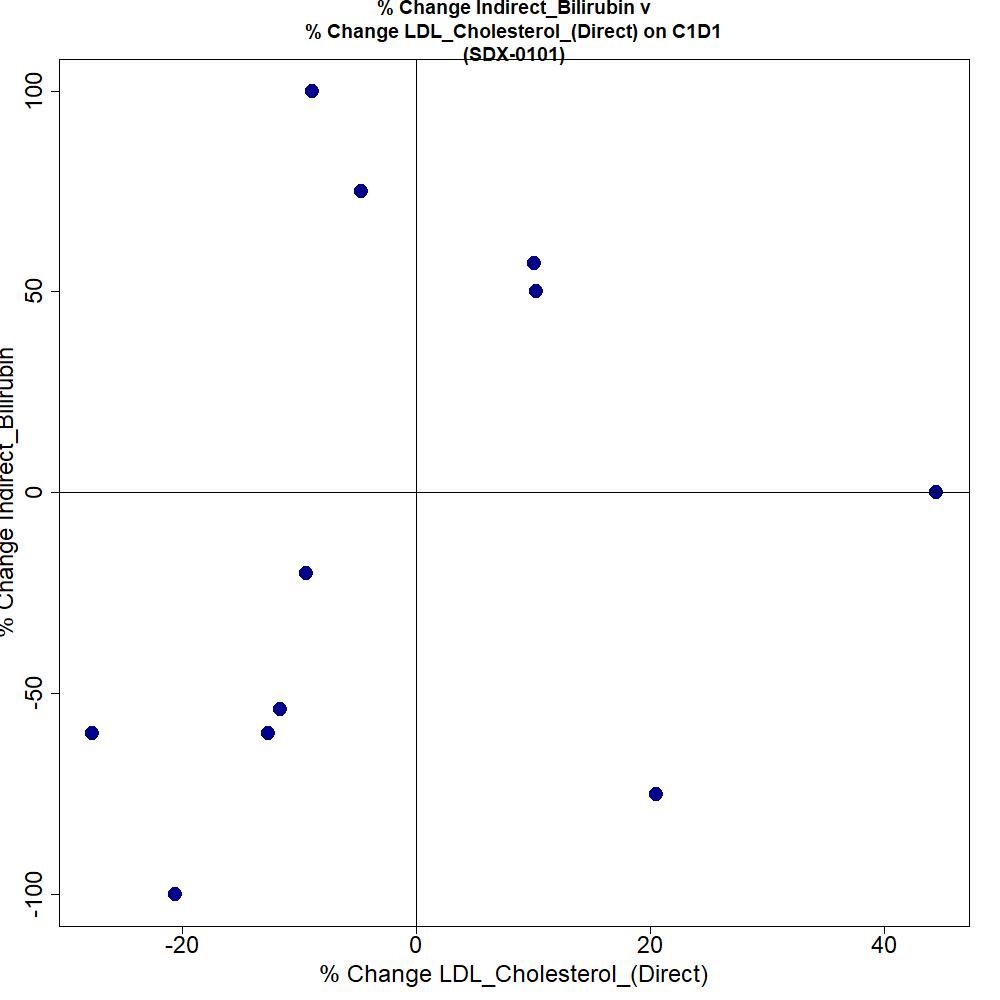 % Change Indirect_Bilirubin v
% Change LDL_Cholesterol_(Direct) on C1D1
(SDX-0101)
% Change Indirect_Bilirubin
100
50
0
-50
-100
-20
0
20
40
% Change LDL_Cholesterol_(Direct)